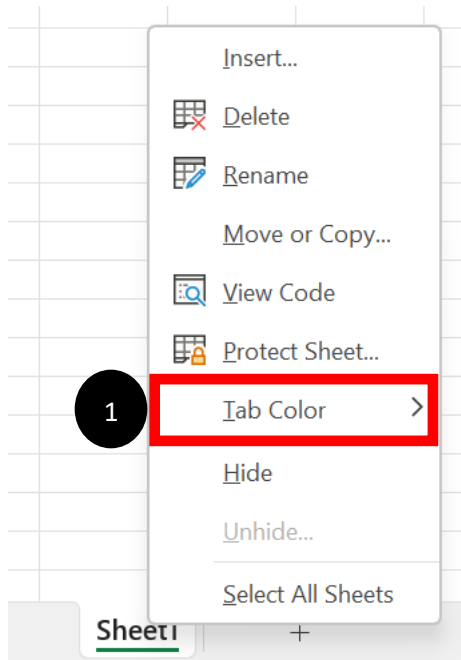 Insert...
Delete
Rename
Move or Copy...
View Code
Protect Sheet...
1
Tab Color
Hide
Unhide...
Select All Sheets
Sheet1